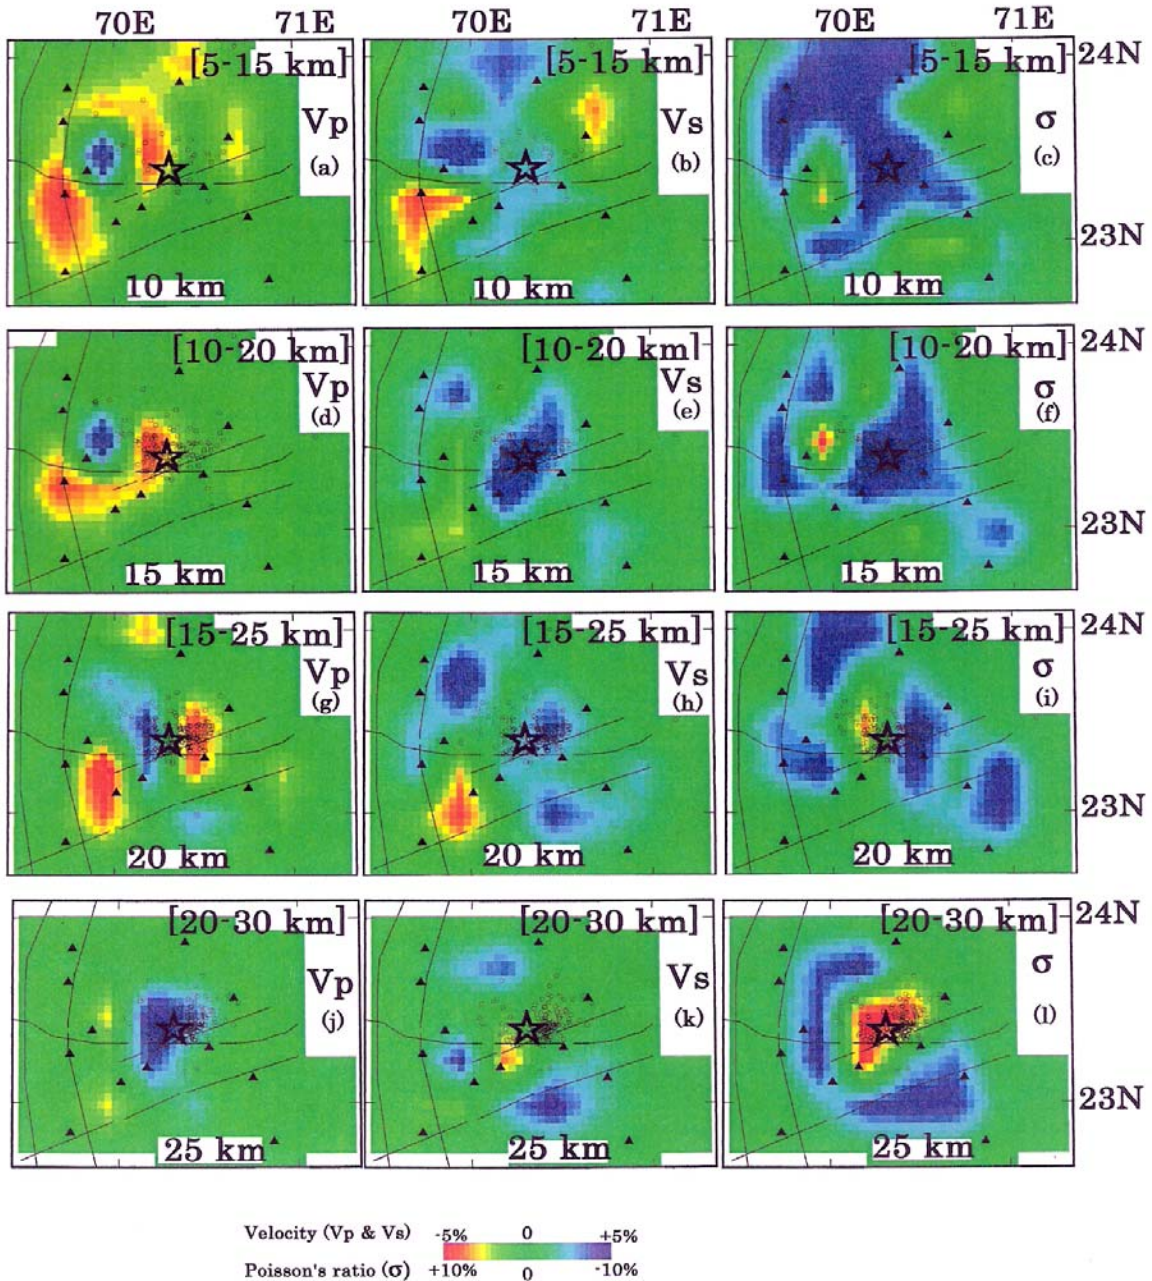 70E 71E 70E 71E 70E 71E
[5-15 km] [5-15 km] [5-15 km] 24N
Vp Vs σ
(a) (b) (c)
23N
10 km 10 km 10 km
[10-20 km] [10-20 km] [10-20 km] 24N
Vp Vs σ
(d) (e) (f)
23N
15 km 15 km 15 km
[15-25 km] [15-25 km] [15-25 km] 24N
Vp Vs σ
(g) (h) (i)
23N
20 km 20 km 20 km
[20-30 km] [20-30 km] [20-30 km] 24N
Vp Vs σ
(j) (k) (l)
23N
25 km 25 km 25 km
Velocity (Vp & Vs) -5% 0 +5%
Poisson's ratio (σ) +10% 0 -10%